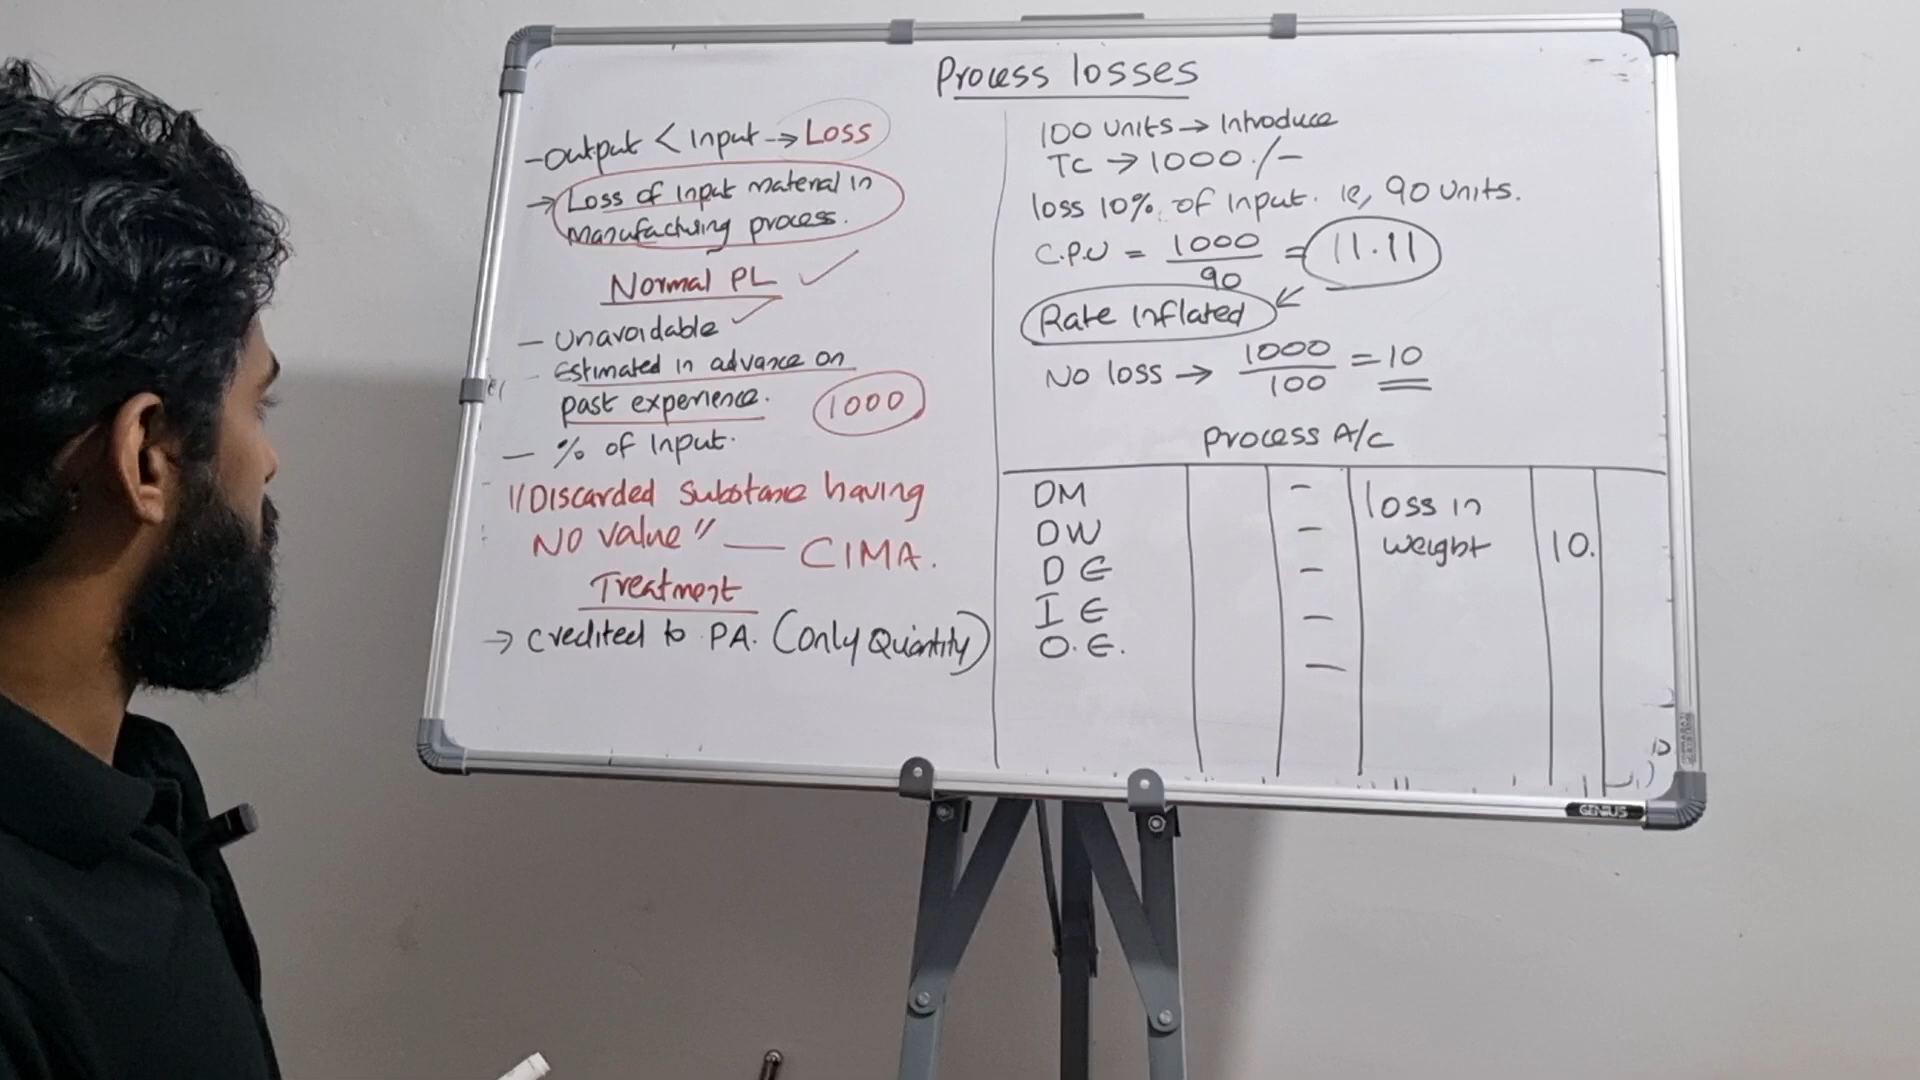 Process losses
- Output < Input → Loss
→ Loss of Input Material in
Manufacturing process.
Normal PL
- Unavoidable
- Estimated in advance on
past experience. 1000
- % of Input.
"Discarded Substance having
NO value" — CIMA.
Treatment
→ Credited to PA. (Only Quantity)
100 units → Introduce
TC → 1000/-
loss 10% of Input. ie, 90 units.
C.P.U = 1000/90 = 11.11
Rate Inflated
No loss → 1000/100 = 10
Process A/C
DM - loss in
DW - weight 10.
DE -
IE -
O.E. -
GENIUS